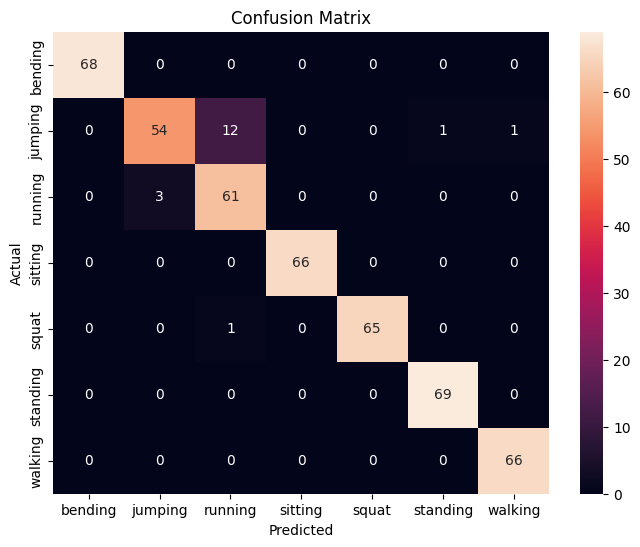 Confusion Matrix
Actual
bending 68 0 0 0 0 0 0
jumping 0 54 12 0 0 1 1
running 0 3 61 0 0 0 0
sitting 0 0 0 66 0 0 0
squat 0 0 1 0 65 0 0
standing 0 0 0 0 0 69 0
walking 0 0 0 0 0 0 66
bending jumping running sitting squat standing walking
Predicted
60
50
40
30
20
10
0